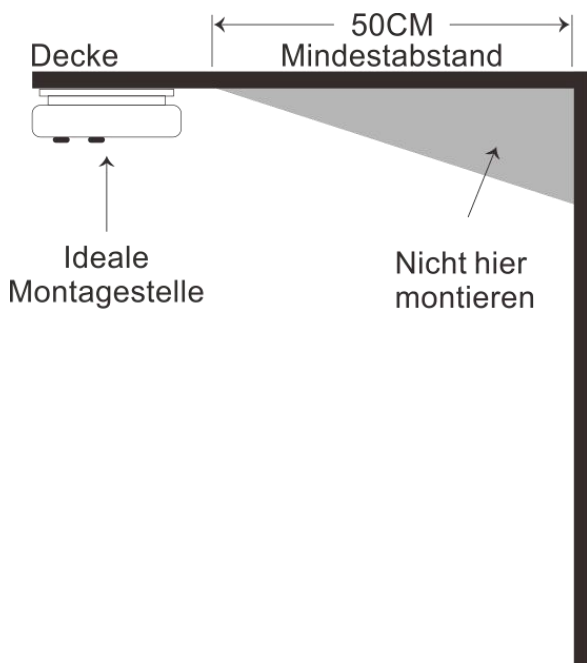 50CM
Decke
Mindestabstand
Ideale
Montagestelle
Nicht hier
montieren